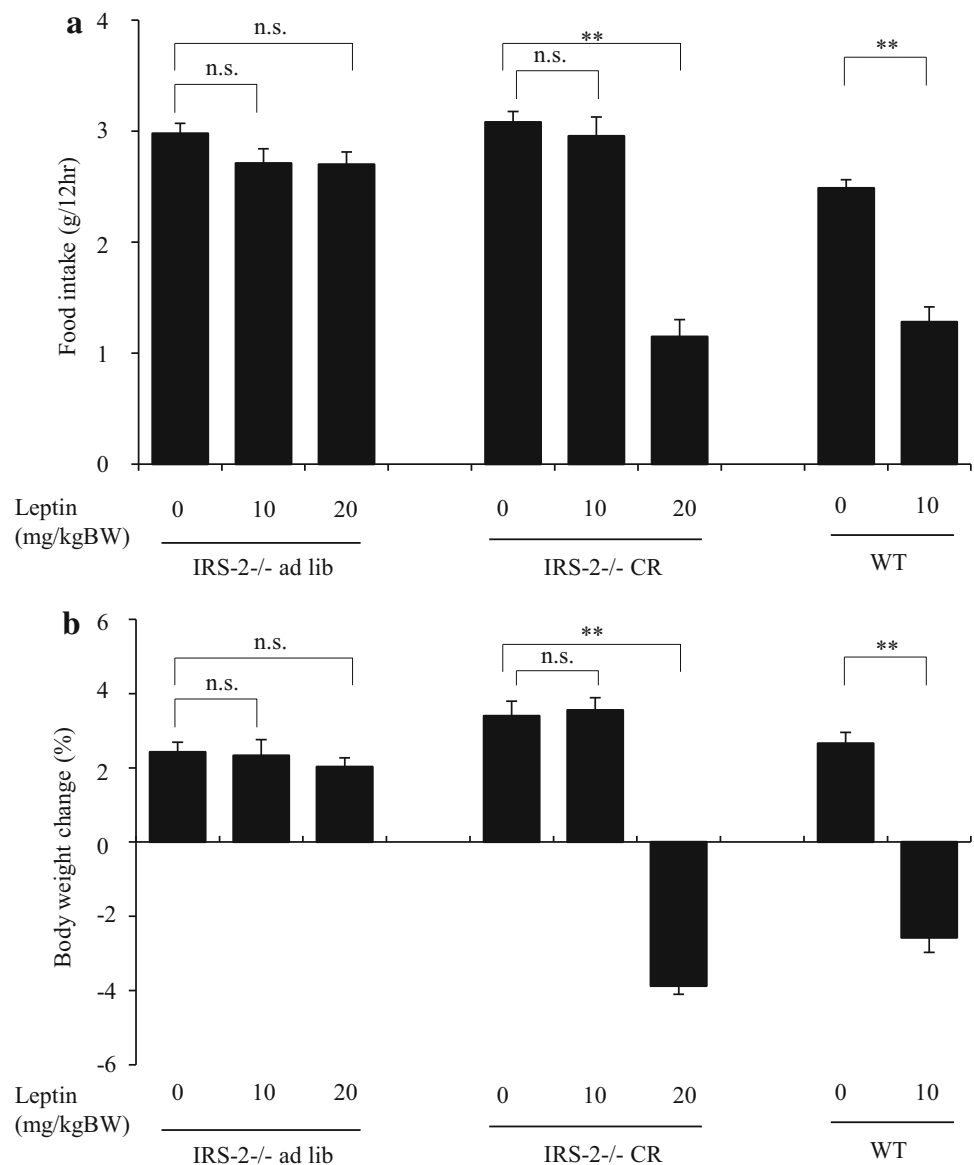 a
4
n.s.
**
**
n.s.
n.s.
3
2
1
0
Food intake (g/12hr)
Leptin
(mg/kgBW)
0 10 20 0 10 20 0 10
IRS-2-/- ad lib IRS-2-/- CR WT
b
6
n.s.
**
**
n.s.
n.s.
4
2
0
-2
-4
-6
Body weight change (%)
Leptin
(mg/kgBW)
0 10 20 0 10 20 0 10
IRS-2-/- ad lib IRS-2-/- CR WT